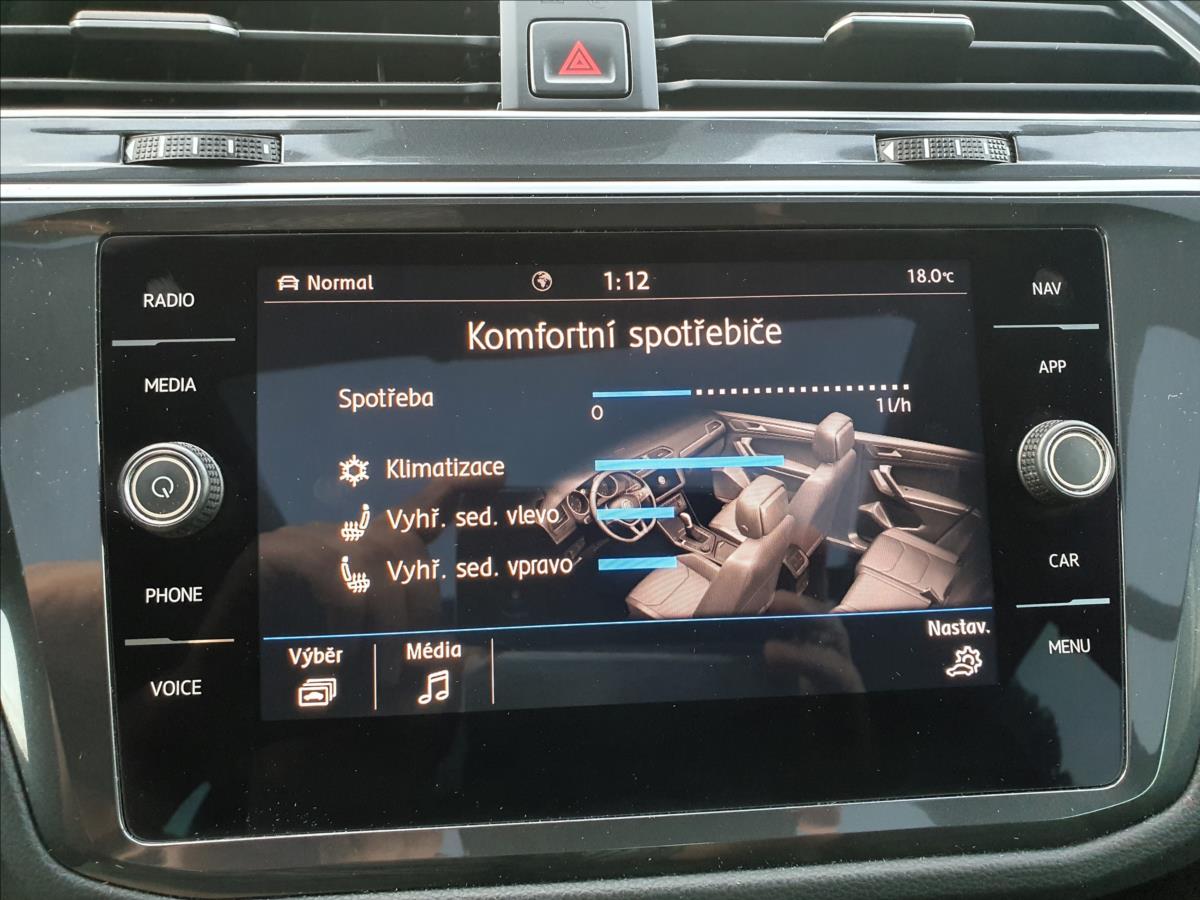 RADIO
MEDIA
PHONE
VOICE
Normal
1:12
18.0°C
Komfortní spotřebiče
Spotřeba
0
1 l/h
Klimatizace
Vyhř. sed. vlevo
Vyhř. sed. vpravo
Výběr
Média
Nastav.
NAV
APP
CAR
MENU